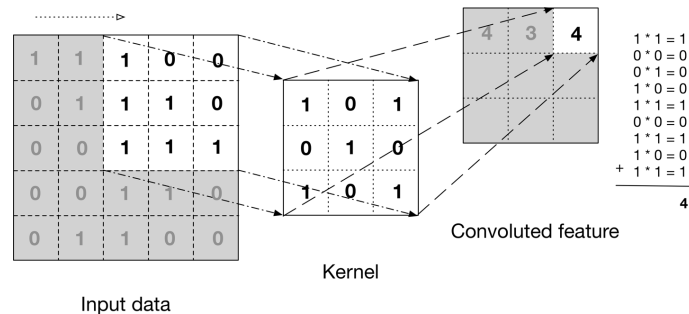 1 1 1 0 0
0 1 1 1 0
0 0 1 1 1
0 0 1 1 0
0 1 1 0 0
Input data
1 0 1
0 1 0
1 0 1
Kernel
4 3 4
Convoluted feature
1 * 1 = 1
0 * 0 = 0
0 * 1 = 0
1 * 0 = 0
1 * 1 = 1
0 * 0 = 0
1 * 1 = 1
1 * 0 = 0
+ 1 * 1 = 1
4